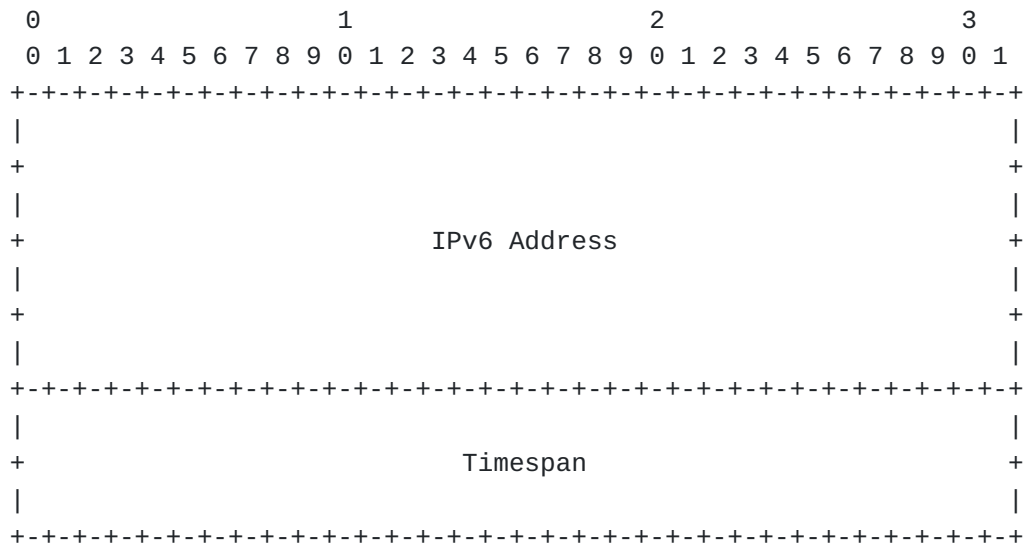 0                   1                   2                   3
 0 1 2 3 4 5 6 7 8 9 0 1 2 3 4 5 6 7 8 9 0 1 2 3 4 5 6 7 8 9 0 1
+-+-+-+-+-+-+-+-+-+-+-+-+-+-+-+-+-+-+-+-+-+-+-+-+-+-+-+-+-+-+-+-+
|                                                               |
+                                                               +
|                                                               |
+                          IPv6 Address                         +
|                                                               |
+                                                               +
|                                                               |
+-+-+-+-+-+-+-+-+-+-+-+-+-+-+-+-+-+-+-+-+-+-+-+-+-+-+-+-+-+-+-+-+
|                                                               |
+                            Timespan                           +
|                                                               |
+-+-+-+-+-+-+-+-+-+-+-+-+-+-+-+-+-+-+-+-+-+-+-+-+-+-+-+-+-+-+-+-+